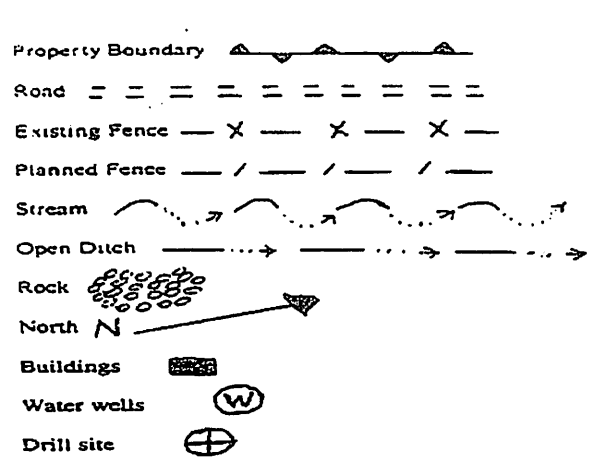 Property Boundary
Road
Existing Fence
Planned Fence
Stream
Open Ditch
Rock
North N
Buildings
Water wells W
Drill site